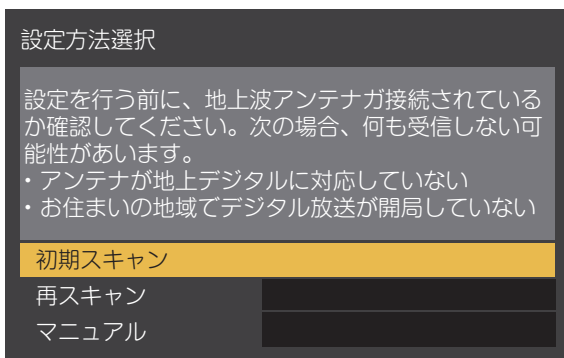 設定方法選択
設定を行う前に、地上波アンテナガ接続されている
か確認してください。次の場合、何も受信しない可
能性があいます。
・アンテナが地上デジタルに対応していない
・お住まいの地域でデジタル放送が開局していない
初期スキャン
再スキャン
マニュアル